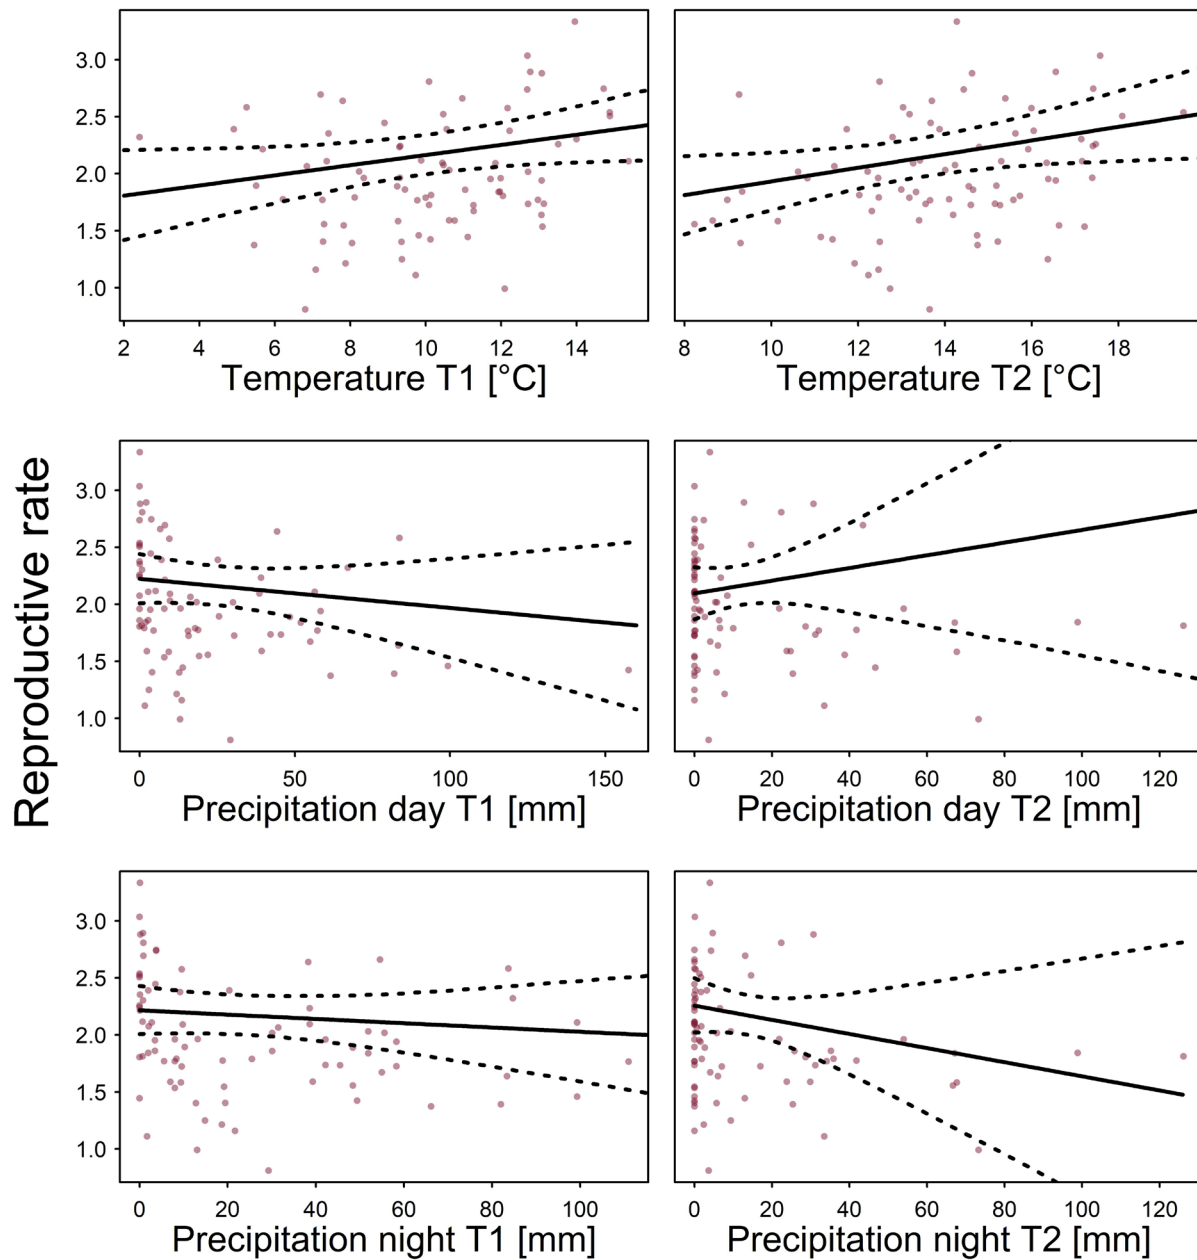 3.0
2.5
2.0
1.5
1.0
2 4 6 8 10 12 14
8 10 12 14 16 18
Temperature T1 [°C]
Temperature T2 [°C]
Reproductive rate
3.0
2.5
2.0
1.5
1.0
0 50 100 150
0 20 40 60 80 100 120
Precipitation day T1 [mm]
Precipitation day T2 [mm]
3.0
2.5
2.0
1.5
1.0
0 20 40 60 80 100
0 20 40 60 80 100 120
Precipitation night T1 [mm]
Precipitation night T2 [mm]